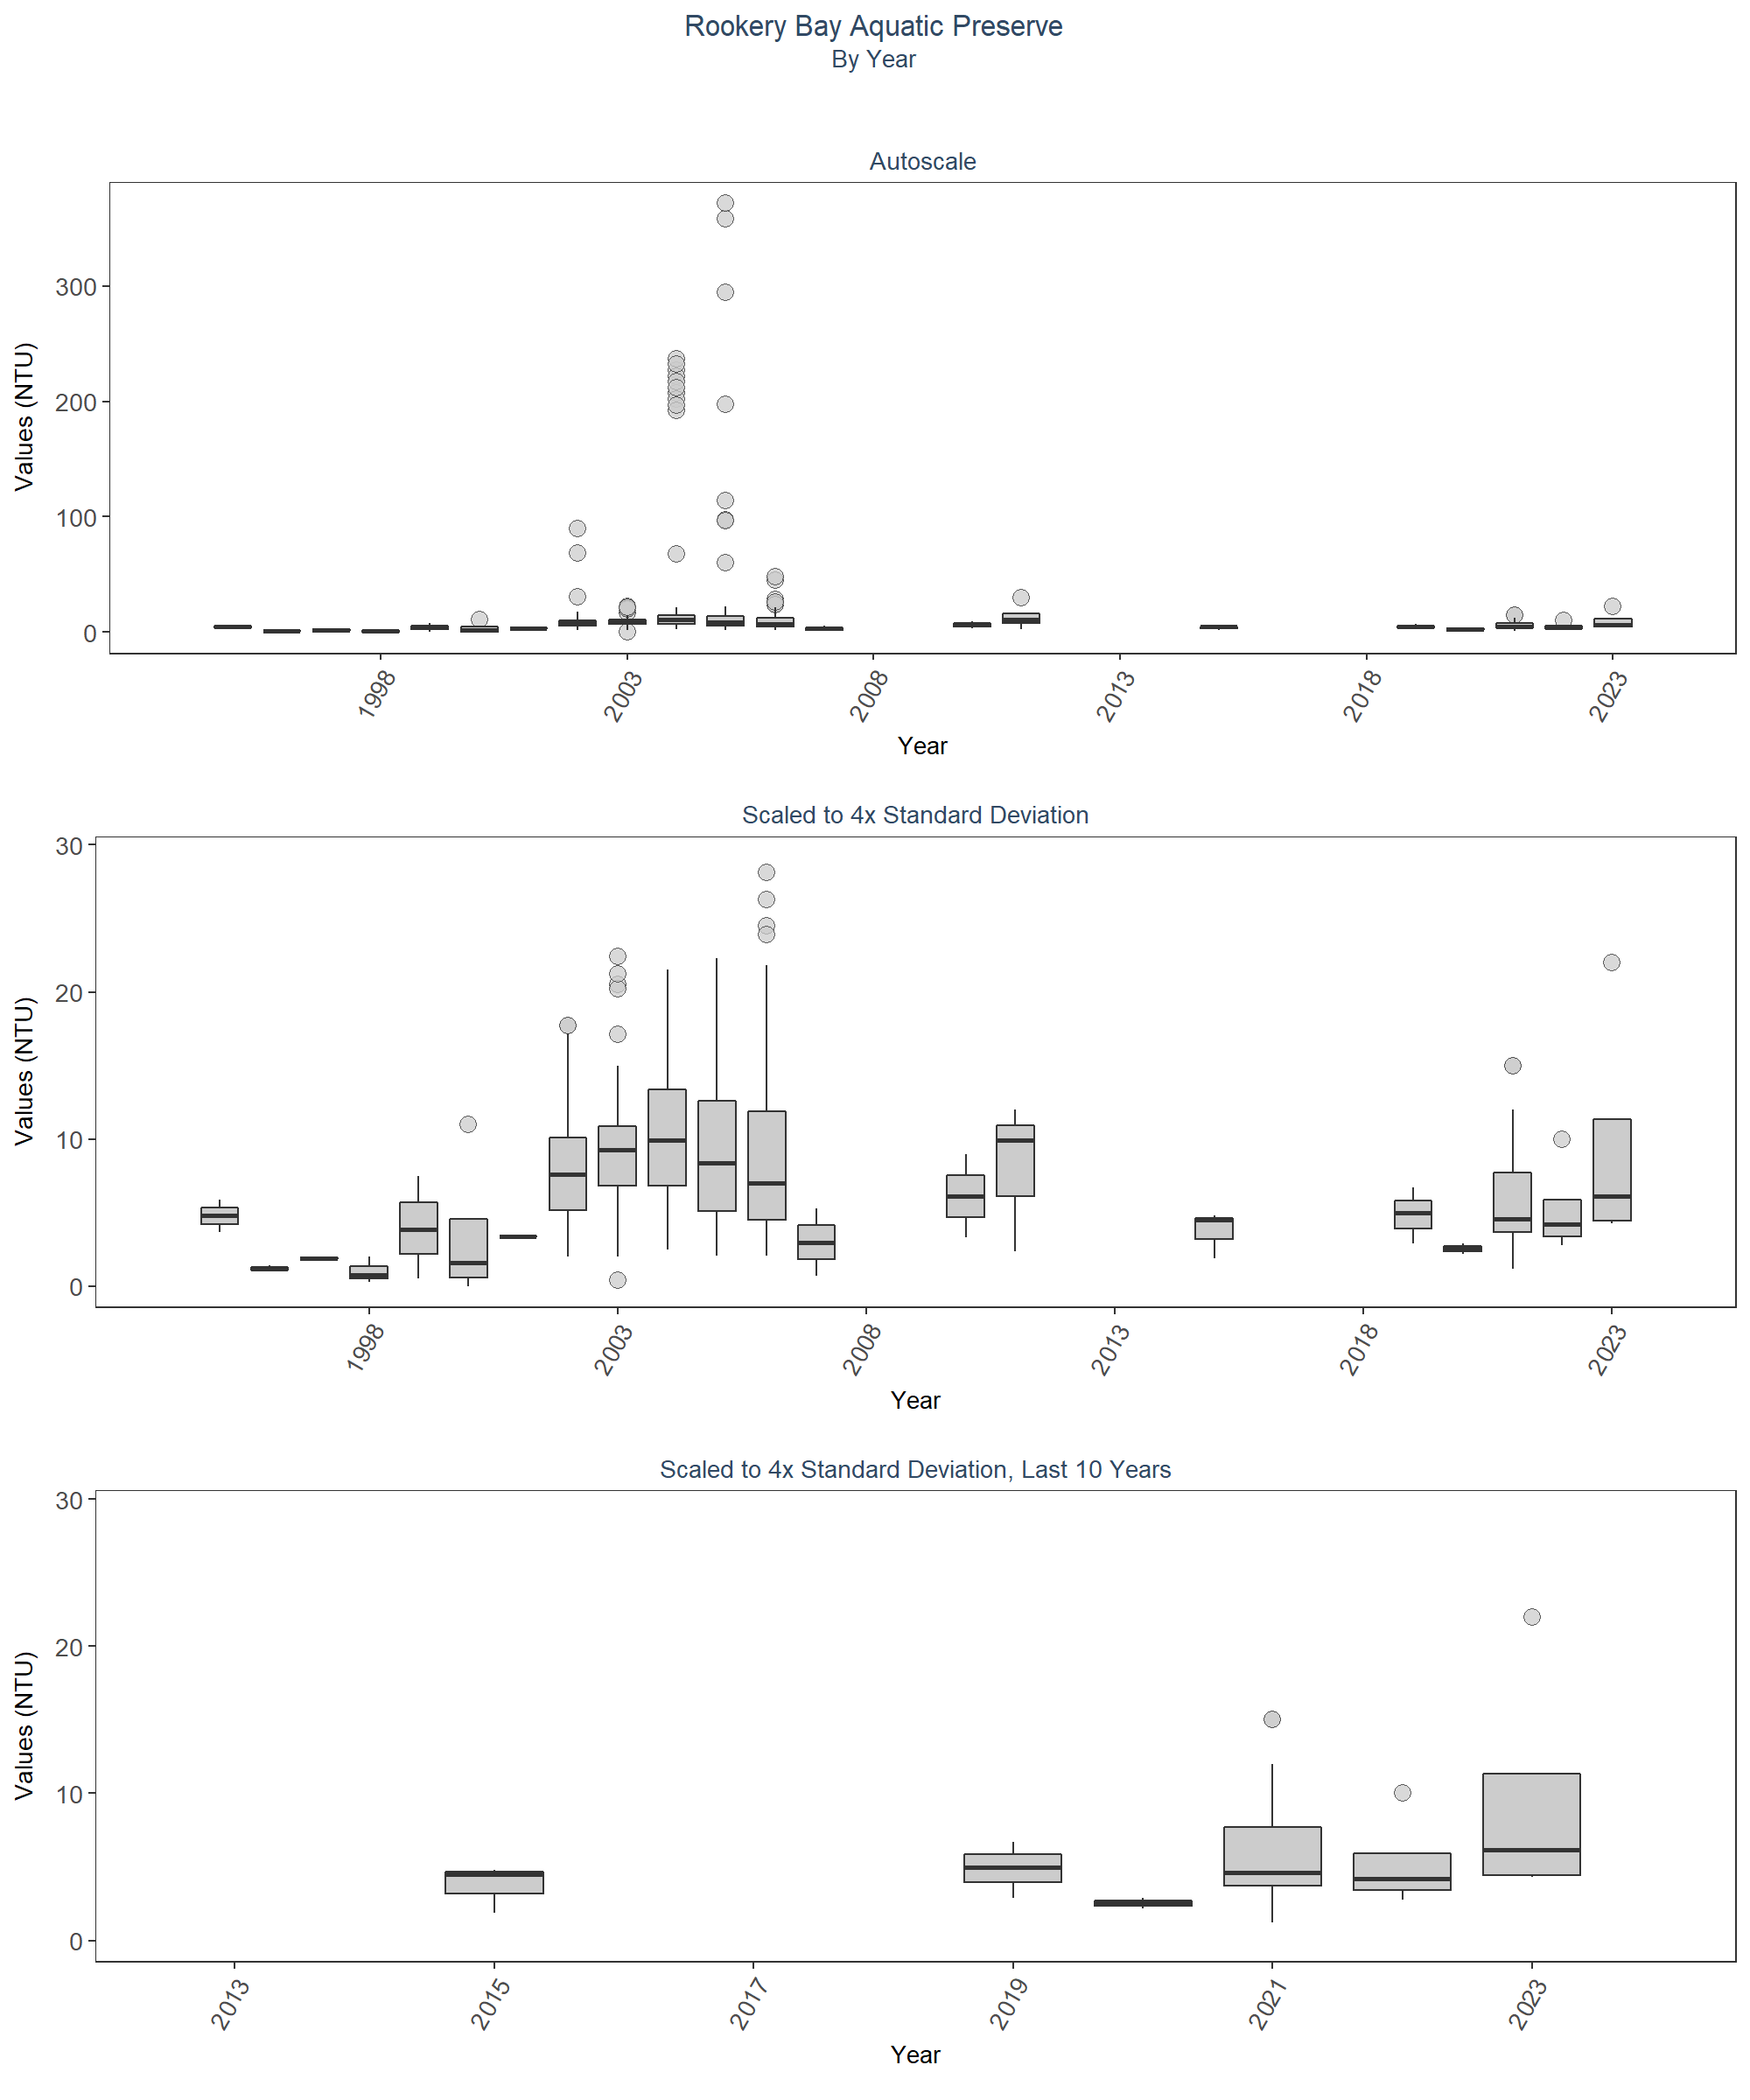 Rookery Bay Aquatic Preserve
By Year
Autoscale
Values (NTU)
300
200
100
0
1998
2003
2008
2013
2018
2023
Year
Scaled to 4x Standard Deviation
Values (NTU)
30
20
10
0
1998
2003
2008
2013
2018
2023
Year
Scaled to 4x Standard Deviation, Last 10 Years
Values (NTU)
30
20
10
0
2013
2015
2017
2019
2021
2023
Year